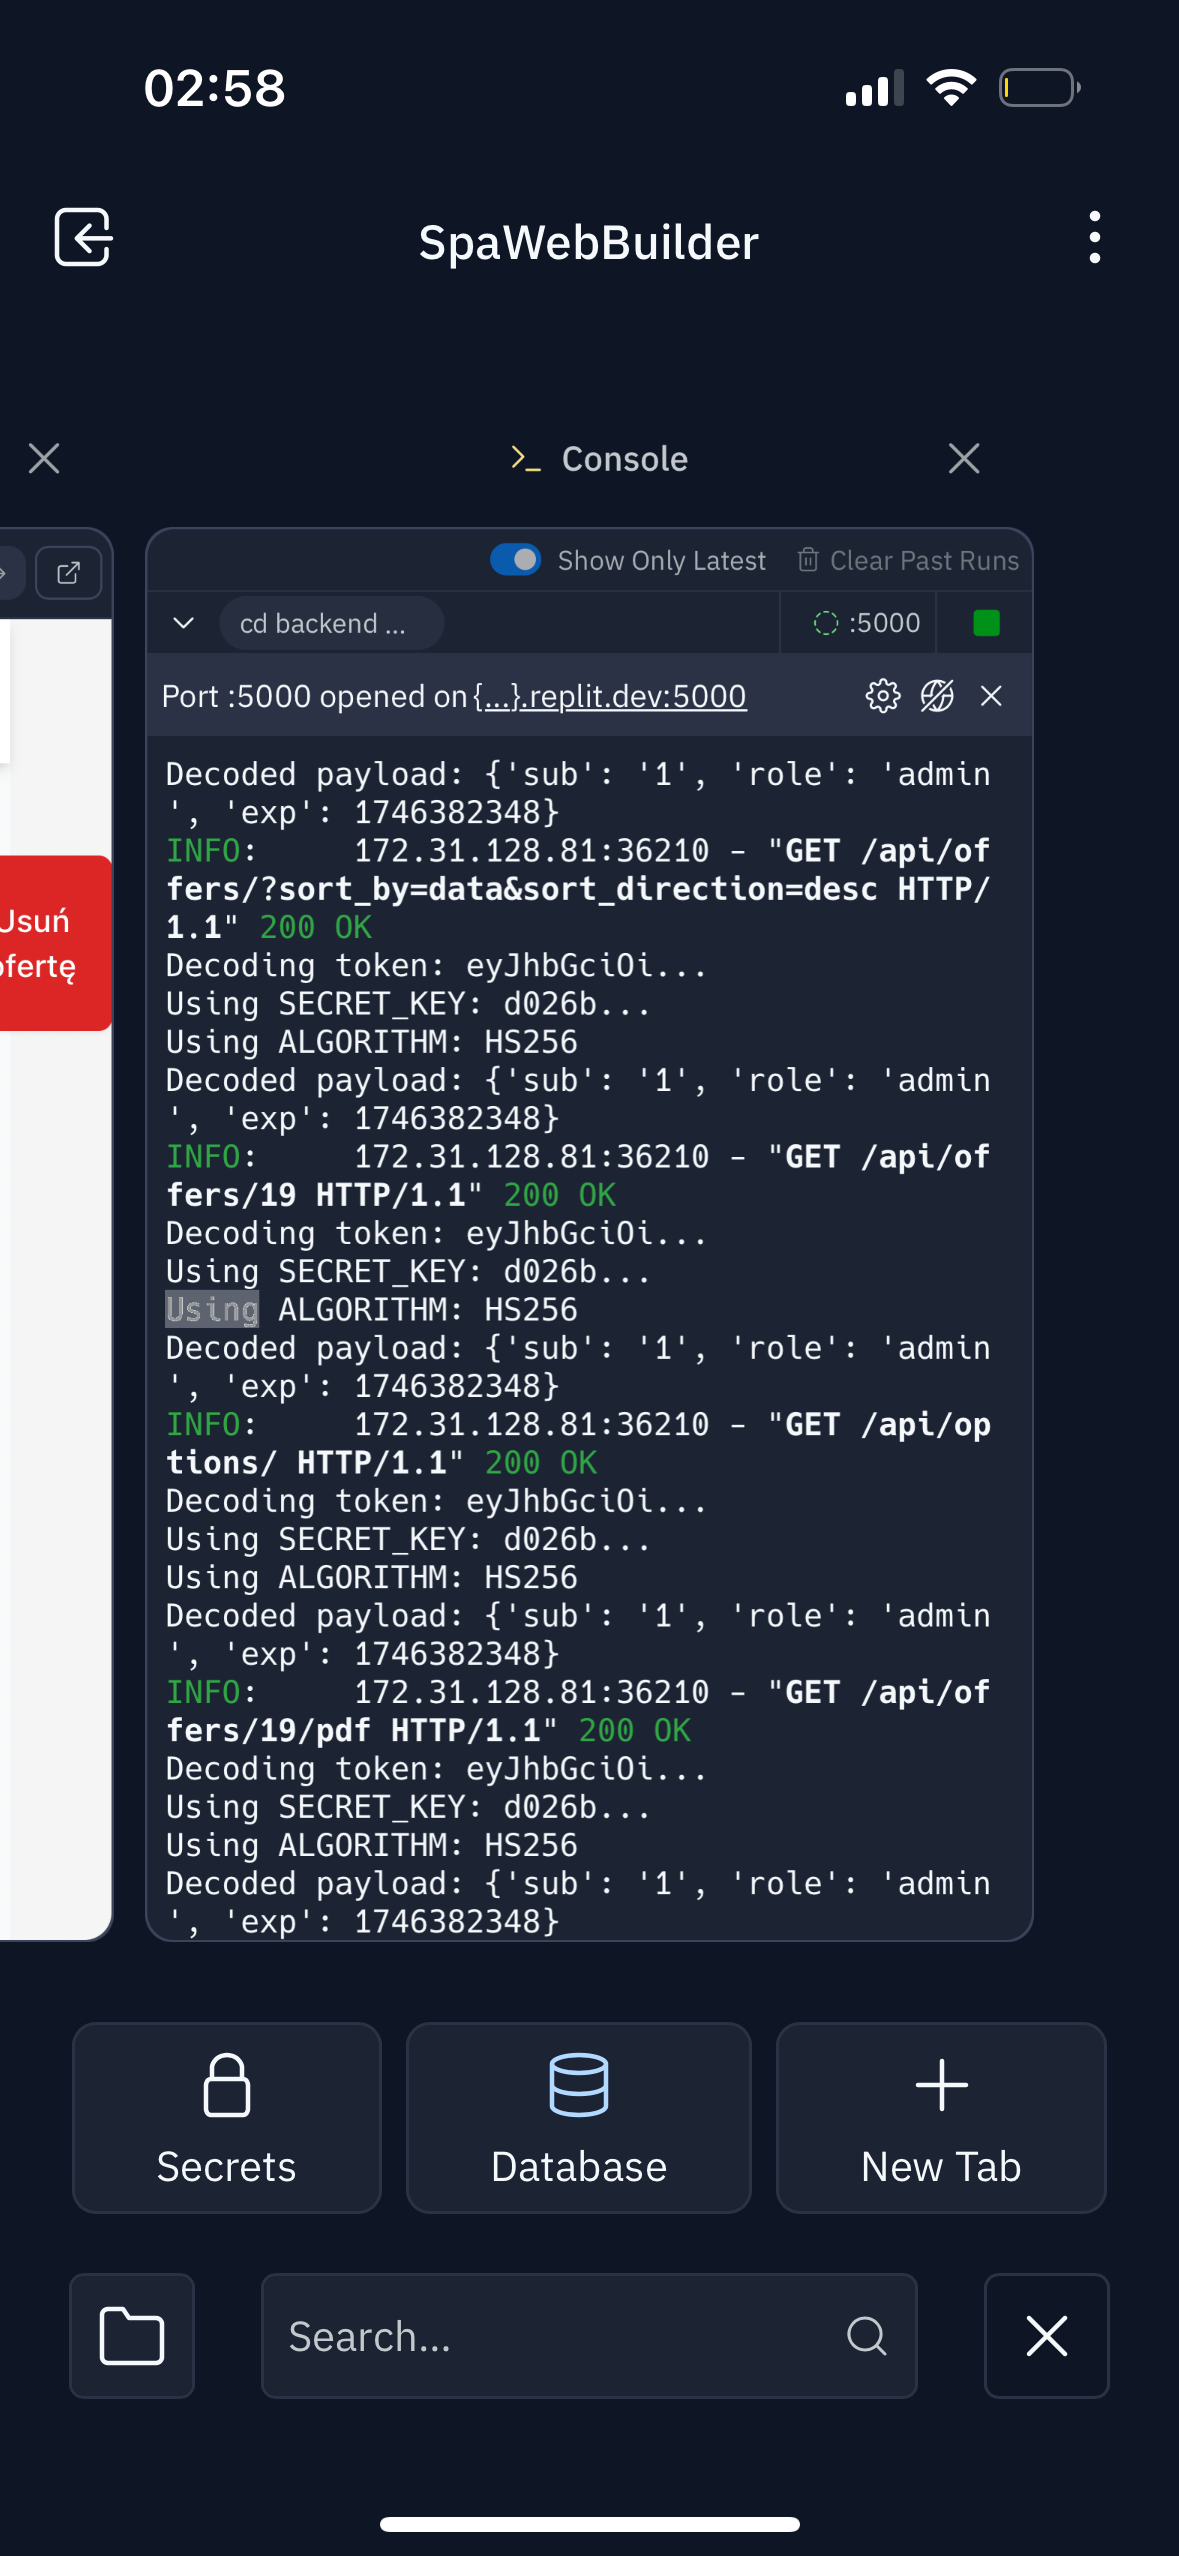 02:58
SpaWebBuilder
Console
Show Only Latest Clear Past Runs
cd backend ... :5000
Port :5000 opened on {...}.replit.dev:5000
Usuń
ofertę
Decoded payload: {'sub': '1', 'role': 'admin
', 'exp': 1746382348}
INFO: 172.31.128.81:36210 - "GET /api/of
fers/?sort_by=data&sort_direction=desc HTTP/
1.1" 200 OK
Decoding token: eyJhbGciOi...
Using SECRET_KEY: d026b...
Using ALGORITHM: HS256
Decoded payload: {'sub': '1', 'role': 'admin
', 'exp': 1746382348}
INFO: 172.31.128.81:36210 - "GET /api/of
fers/19 HTTP/1.1" 200 OK
Decoding token: eyJhbGciOi...
Using SECRET_KEY: d026b...
Using ALGORITHM: HS256
Decoded payload: {'sub': '1', 'role': 'admin
', 'exp': 1746382348}
INFO: 172.31.128.81:36210 - "GET /api/op
tions/ HTTP/1.1" 200 OK
Decoding token: eyJhbGciOi...
Using SECRET_KEY: d026b...
Using ALGORITHM: HS256
Decoded payload: {'sub': '1', 'role': 'admin
', 'exp': 1746382348}
INFO: 172.31.128.81:36210 - "GET /api/of
fers/19/pdf HTTP/1.1" 200 OK
Decoding token: eyJhbGciOi...
Using SECRET_KEY: d026b...
Using ALGORITHM: HS256
Decoded payload: {'sub': '1', 'role': 'admin
', 'exp': 1746382348}
Secrets
Database
New Tab
Search...